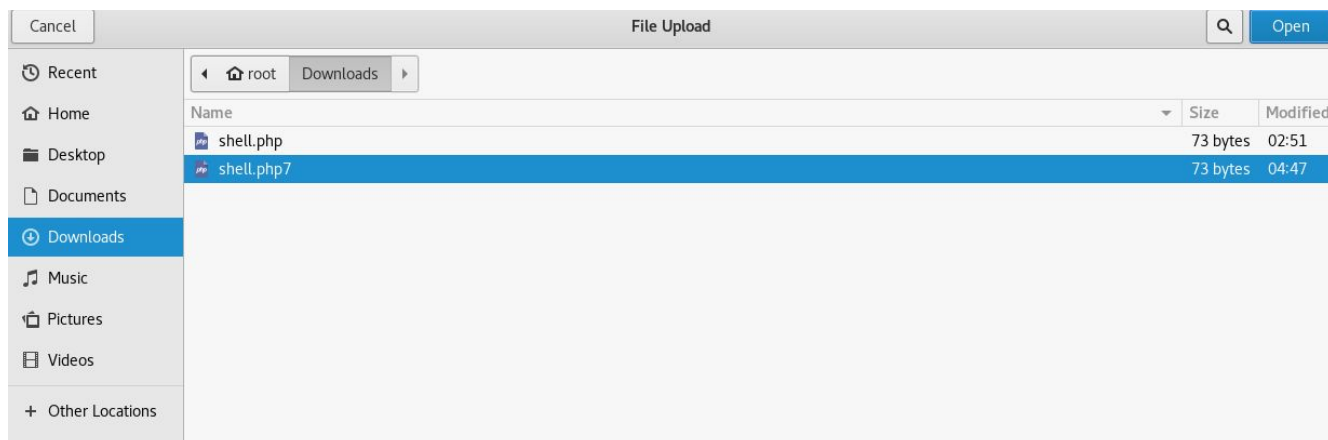 Cancel File Upload Open
Recent
Home
Desktop
Documents
Downloads
Music
Pictures
Videos
+ Other Locations
root Downloads
Name Size Modified
shell.php 73 bytes 02:51
shell.php7 73 bytes 04:47